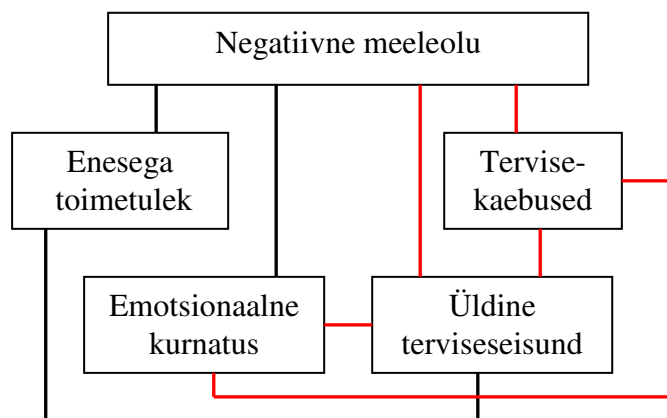 Negatiivne meeleolu
Enesega
toimetulek
Tervise-
kaebused
Emotsionaalne
kurnatus
Üldine
terviseseisund